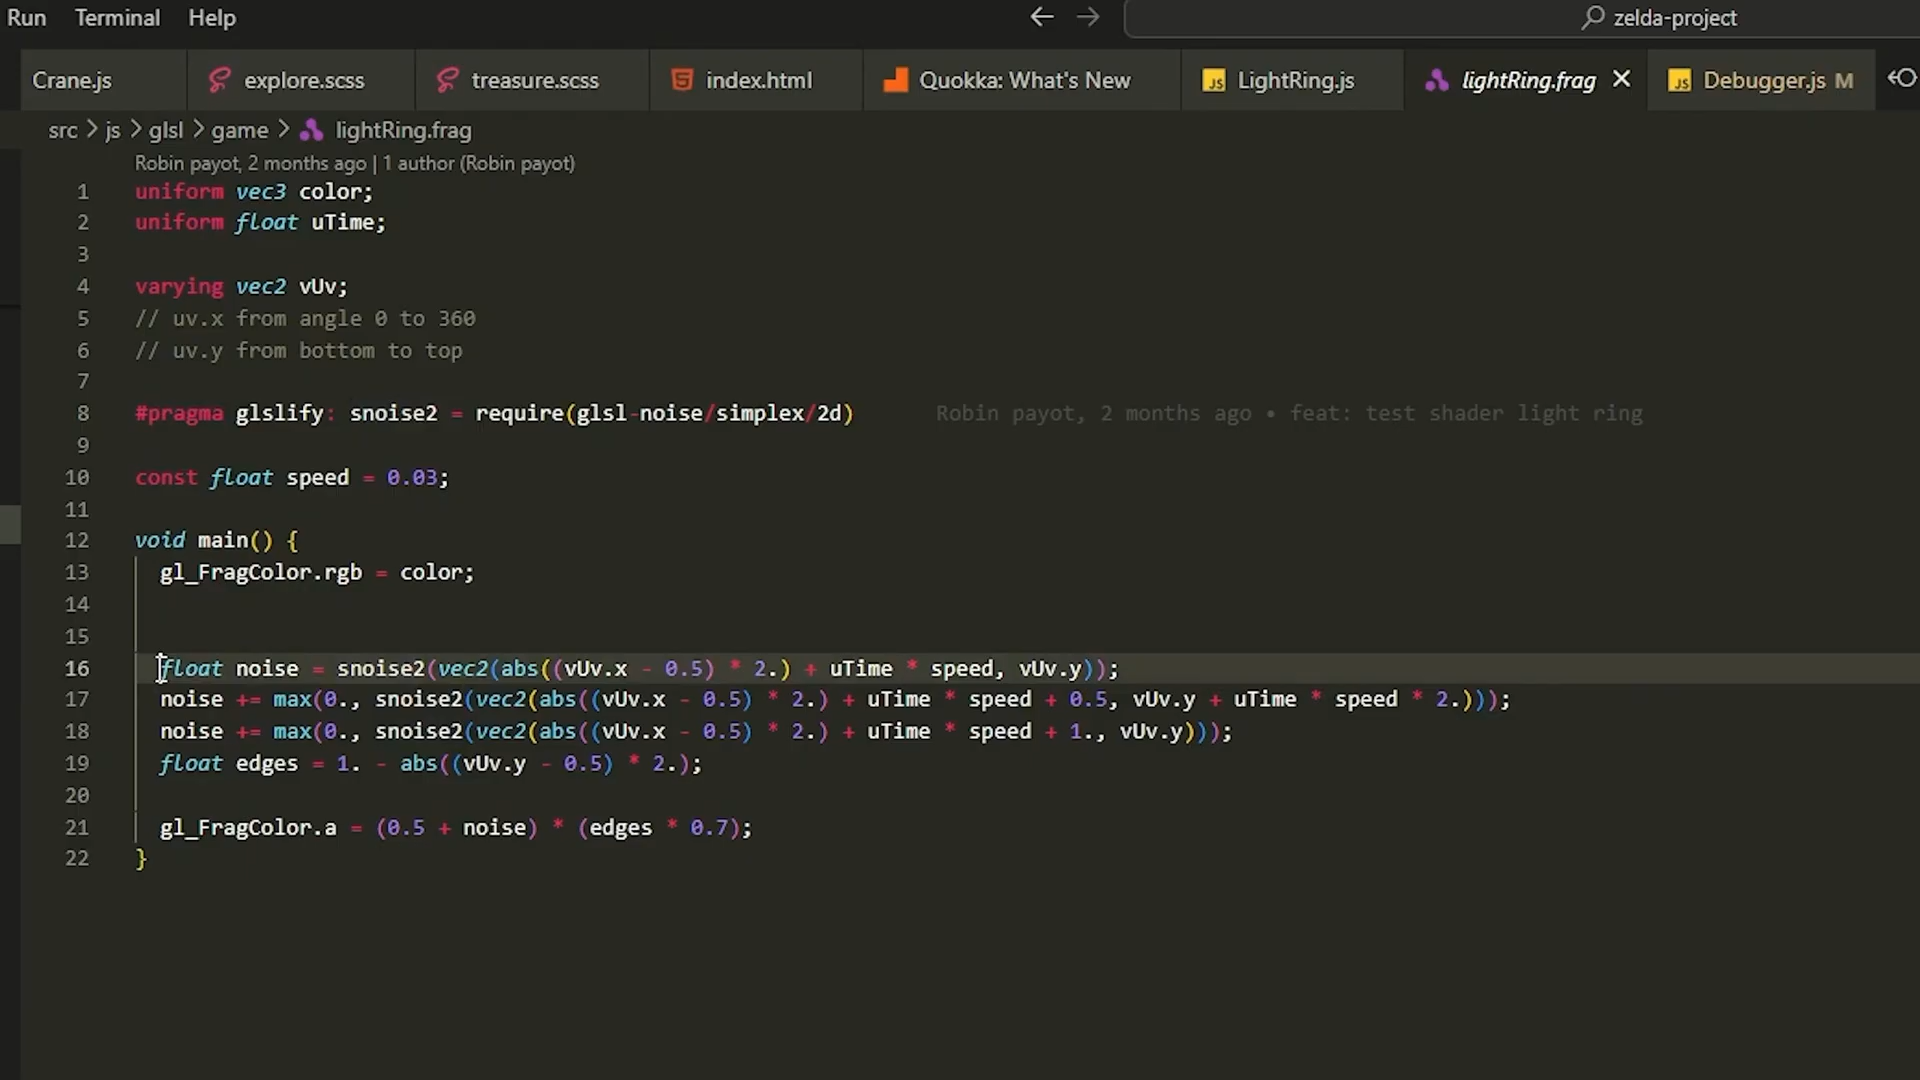 Run Terminal Help
zelda-project
Crane.js explore.scss treasure.scss index.html Quokka: What's New LightRing.js lightRing.frag Debugger.js M
src > js > glsl > game > lightRing.frag
Robin payot, 2 months ago | 1 author (Robin payot)
1 uniform vec3 color;
2 uniform float uTime;
3
4 varying vec2 vUv;
5 // uv.x from angle 0 to 360
6 // uv.y from bottom to top
7
8 #pragma glslify: snoise2 = require(glsl-noise/simplex/2d) Robin payot, 2 months ago • feat: test shader light ring
9
10 const float speed = 0.03;
11
12 void main() {
13 gl_FragColor.rgb = color;
14
15
16 float noise = snoise2(vec2(abs((vUv.x - 0.5) * 2.) + uTime * speed, vUv.y));
17 noise += max(0., snoise2(vec2(abs((vUv.x - 0.5) * 2.) + uTime * speed + 0.5, vUv.y + uTime * speed * 2.)));
18 noise += max(0., snoise2(vec2(abs((vUv.x - 0.5) * 2.) + uTime * speed + 1., vUv.y)));
19 float edges = 1. - abs((vUv.y - 0.5) * 2.);
20
21 gl_FragColor.a = (0.5 + noise) * (edges * 0.7);
22 }